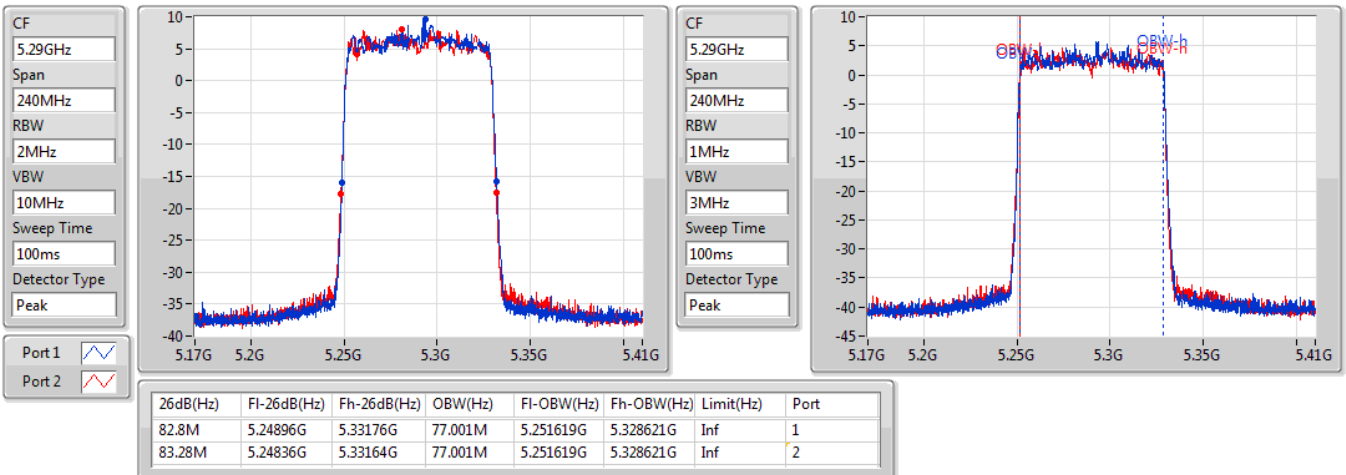 CF
5.29GHz
Span
240MHz
RBW
2MHz
VBW
10MHz
Sweep Time
100ms
Detector Type
Peak
10
5
0
-5
-10
-15
-20
-25
-30
-35
-40
5.17G 5.2G 5.25G 5.3G 5.35G 5.41G
CF
5.29GHz
Span
240MHz
RBW
1MHz
VBW
3MHz
Sweep Time
100ms
Detector Type
Peak
10
5
0
-5
-10
-15
-20
-25
-30
-35
-40
-45
OBW-h
OBW-h
5.17G 5.2G 5.25G 5.3G 5.35G 5.41G
Port 1
Port 2
26dB(Hz) Fl-26dB(Hz) Fh-26dB(Hz) OBW(Hz) Fl-OBW(Hz) Fh-OBW(Hz) Limit(Hz) Port
82.8M 5.24896G 5.33176G 77.001M 5.251619G 5.328621G Inf 1
83.28M 5.24836G 5.33164G 77.001M 5.251619G 5.328621G Inf 2